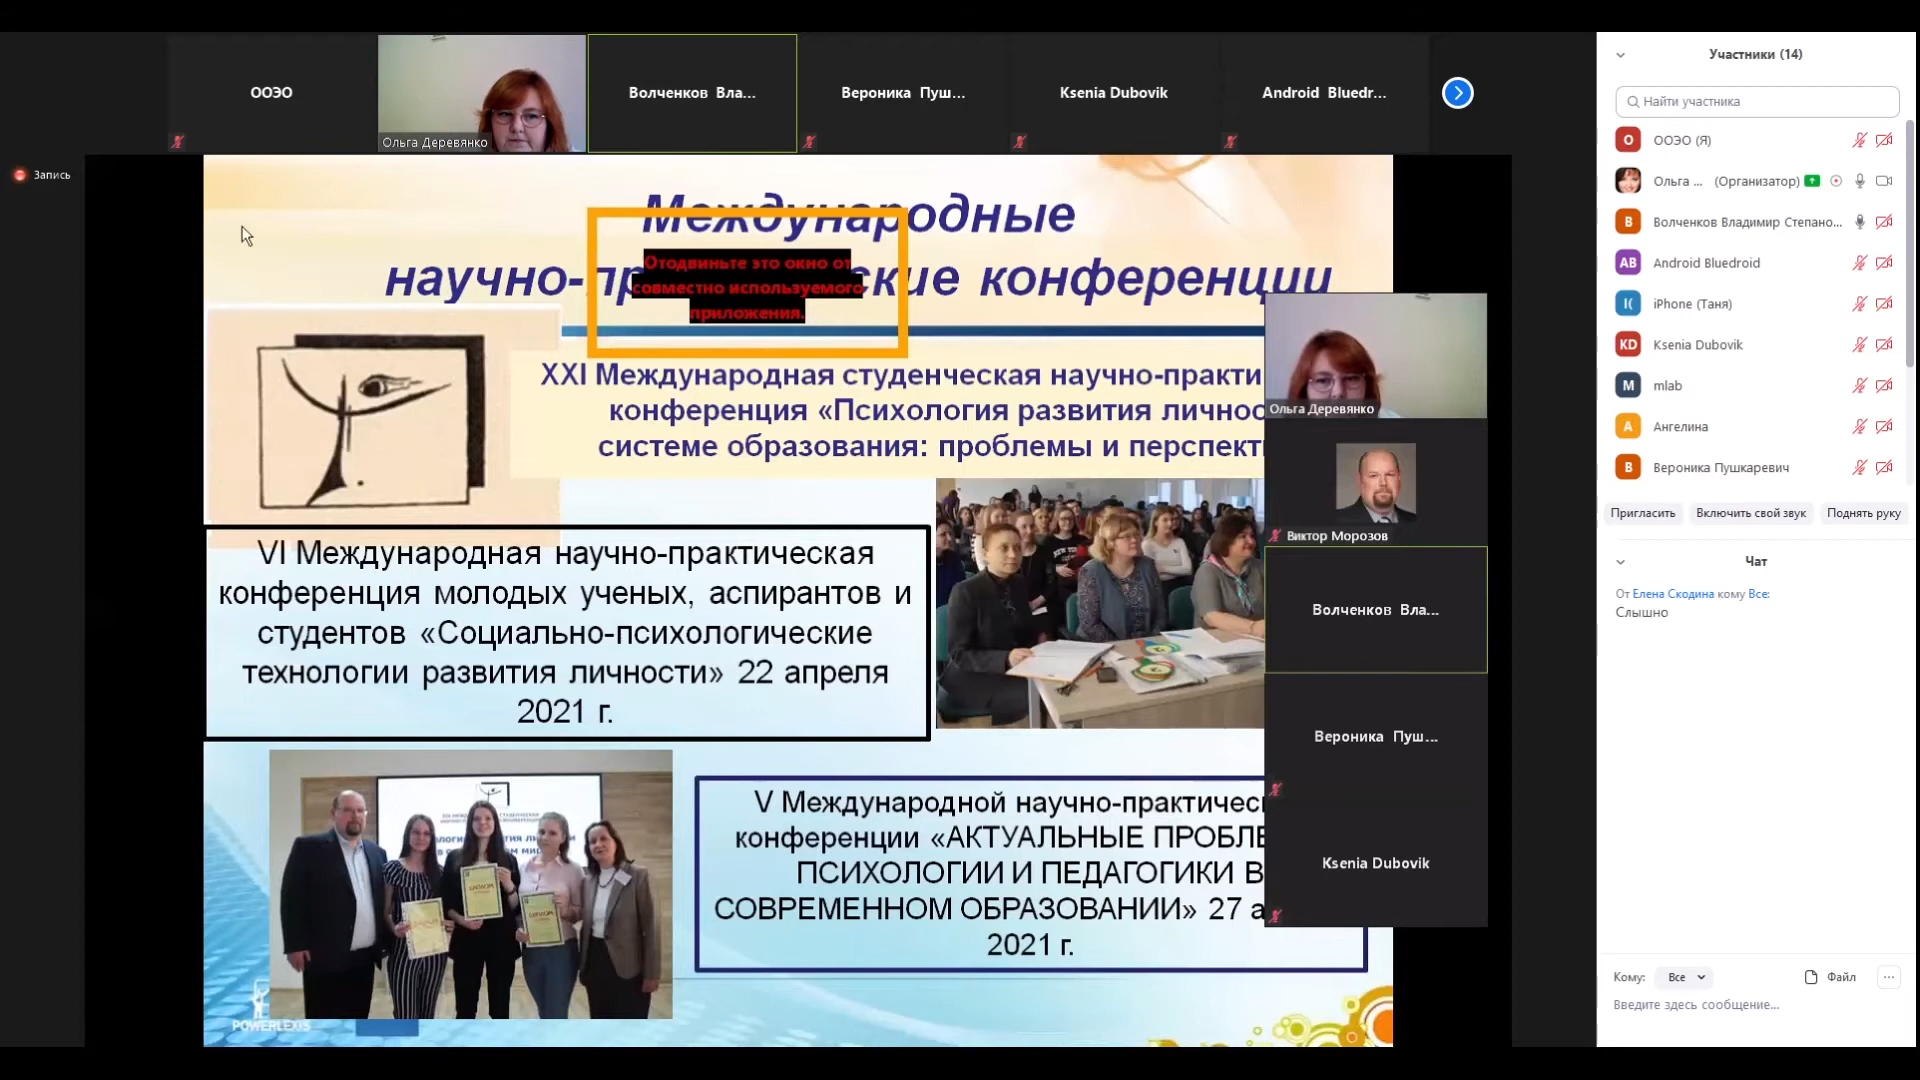 ООЭО
Ольга Деревянко
Волченков Вла...
Вероника Пуш...
Ksenia Dubovik
Android Bluedr...
Запись
Международные
научно-пр ские конференции
Отодвиньте это окно от
совместно используемого
приложения.
XXI Международная студенческая научно-практи
конференция «Психология развития личнос
системе образования: проблемы и перспект
VI Международная научно-практическая
конференция молодых ученых, аспирантов и
студентов «Социально-психологические
технологии развития личности» 22 апреля
2021 г.
V Международной научно-практичес
конференции «АКТУАЛЬНЫЕ ПРОБЛЕ
ПСИХОЛОГИИ И ПЕДАГОГИКИ В
СОВРЕМЕННОМ ОБРАЗОВАНИИ» 27 а
2021 г.
POWERLEXIS
Ольга Деревянко
Виктор Морозов
Волченков Вла...
Вероника Пуш...
Ksenia Dubovik
Участники (14)
Найти участника
О ООЭО (Я)
Ольга ... (Организатор)
В Волченков Владимир Степано...
AB Android Bluedroid
I( iPhone (Таня)
KD Ksenia Dubovik
M mlab
А Ангелина
В Вероника Пушкаревич
Пригласить Включить свой звук Поднять руку
Чат
От Елена Скодина кому Все:
Слышно
Кому: Все Файл ...
Введите здесь сообщение...